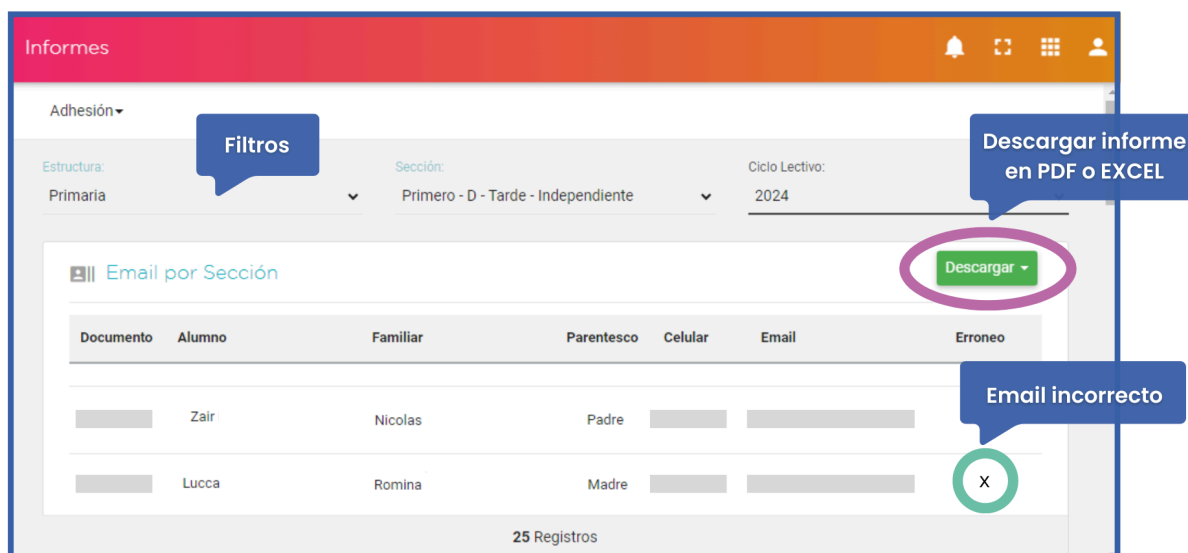 Informes
Adhesión
Filtros
Descargar informe
en PDF o EXCEL
Estructura:
Sección:
Ciclo Lectivo:
Primaria
Primero - D - Tarde - Independiente
2024
Email por Sección
Descargar
Documento Alumno Familiar Parentesco Celular Email Erroneo
Email incorrecto
Zair Nicolas Padre
Lucca Romina Madre X
25 Registros